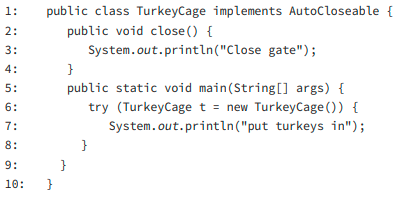 1: public class TurkeyCage implements AutoCloseable {
2: public void close() {
3: System.out.println("Close gate");
4: }
5: public static void main(String[] args) {
6: try (TurkeyCage t = new TurkeyCage()) {
7: System.out.println("put turkeys in");
8: }
9: }
10: }